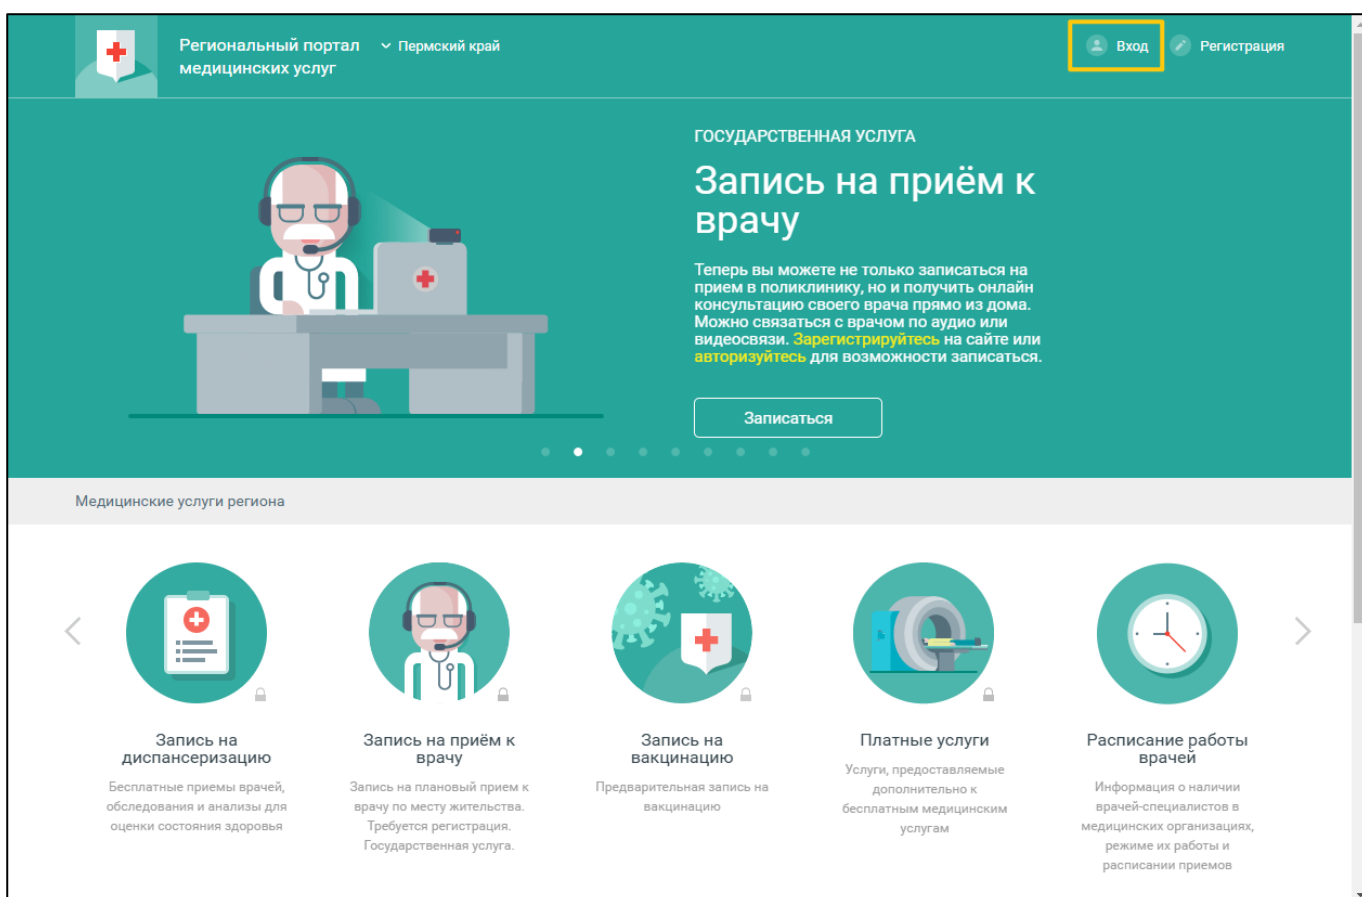 Региональный портал
медицинских услуг
Пермский край
Вход
Регистрация
ГОСУДАРСТВЕННАЯ УСЛУГА
Запись на приём к
врачу
Теперь вы можете не только записаться на
прием в поликлинику, но и получить онлайн
консультацию своего врача прямо из дома.
Можно связаться с врачом по аудио или
видеосвязи. Зарегистрируйтесь на сайте или
авторизуйтесь для возможности записаться.
Записаться
Медицинские услуги региона
Запись на
диспансеризацию
Бесплатные приемы врачей,
обследования и анализы для
оценки состояния здоровья
Запись на приём к
врачу
Запись на плановый прием к
врачу по месту жительства.
Требуется регистрация.
Государственная услуга.
Запись на
вакцинацию
Предварительная запись на
вакцинацию
Платные услуги
Услуги, предоставляемые
дополнительно к
бесплатным медицинским
услугам
Расписание работы
врачей
Информация о наличии
врачей-специалистов в
медицинских организациях,
режиме их работы и
расписании приемов